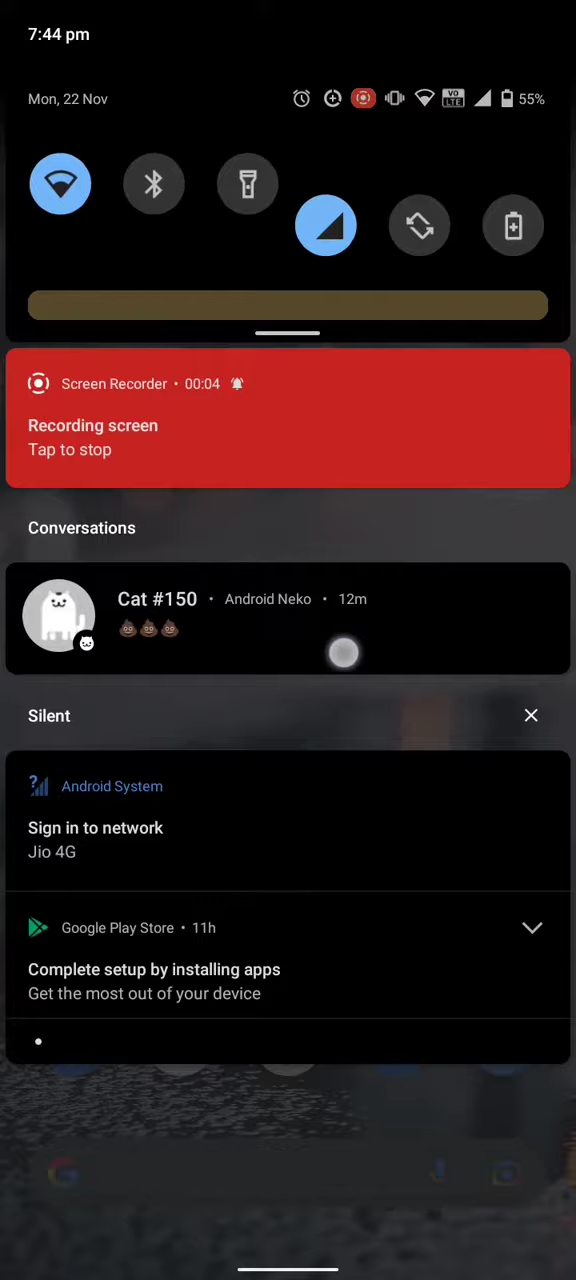 7:44 pm
Mon, 22 Nov
VO LTE 55%
Screen Recorder • 00:04
Recording screen
Tap to stop
Conversations
Cat #150 • Android Neko • 12m
💩💩💩
Silent
Android System
Sign in to network
Jio 4G
Google Play Store • 11h
Complete setup by installing apps
Get the most out of your device